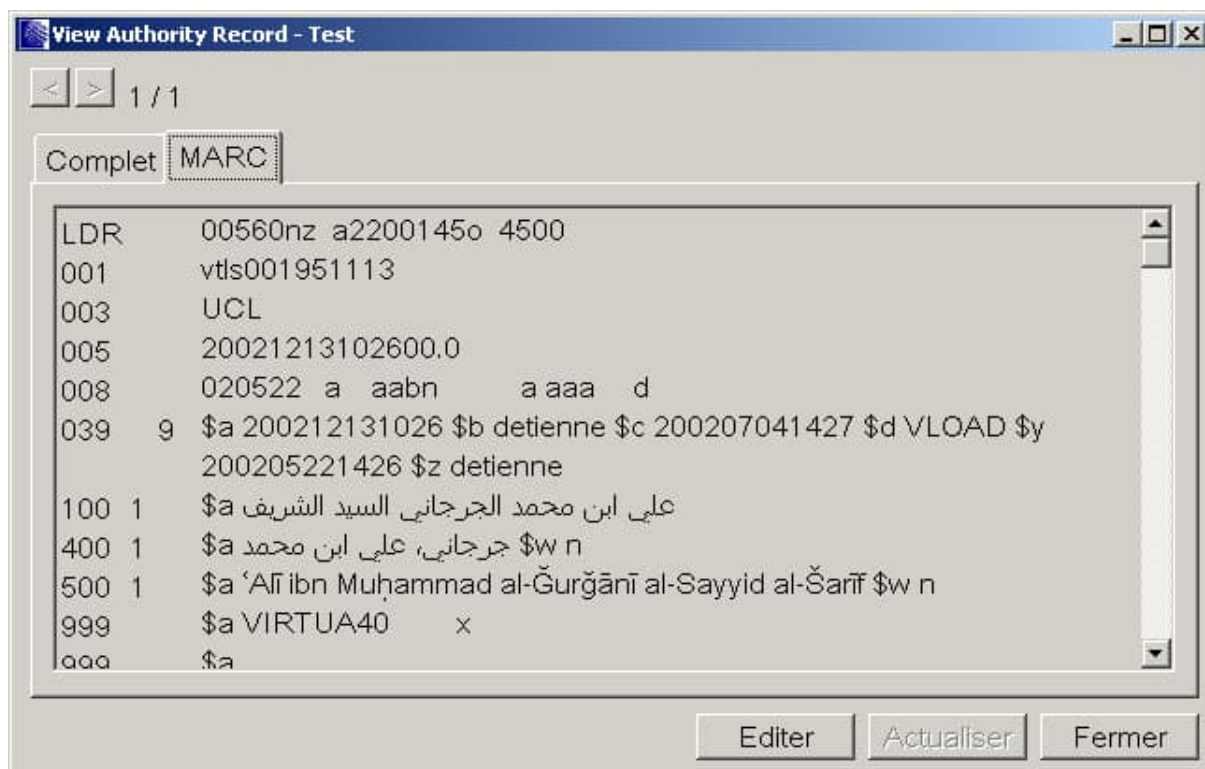 View Authority Record - Test
< > 1 / 1
Complet MARC
LDR 00560nz a2200145o 4500
001 vtls001951113
003 UCL
005 20021213102600.0
008 020522 a aabn a aaa d
039 9 $a 200212131026 $b detienne $c 200207041427 $d VLOAD $y
200205221426 $z detienne
100 1 $a علي ابن محمد الجرجاني السيد الشريف
400 1 $a جرجاني، علي ابن محمد $w n
500 1 $a ʻAlī ibn Muḥammad al-Ǧurǧānī al-Sayyid al-Šarīf $w n
999 $a VIRTUA40 x
999 $a
Editer Actualiser Fermer